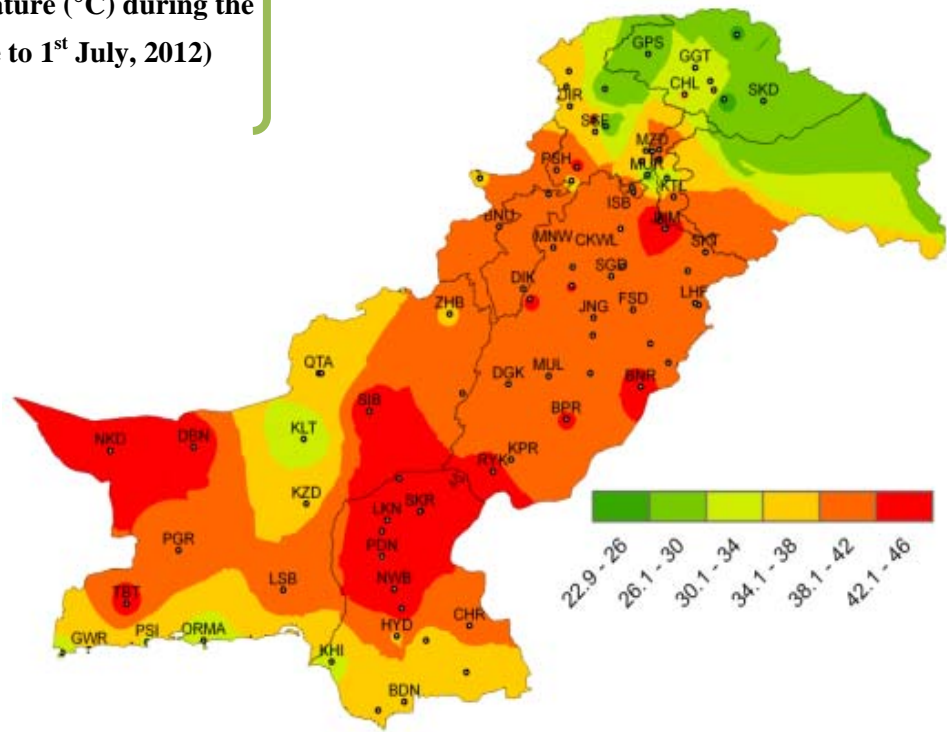 ature (°C) during the
e to 1st July, 2012)
GPS
GGT
CHL
SKD
DIR
MZD
PSH
MUR
KTL
ISB
BNU
JHM
MNW
CKWL
SKT
SGD
DIK
ZHB
FSD
LHE
JNG
QTA
DGK
MUL
BNR
SIB
BPR
NKD
DBN
KLT
KPR
RYK
KZD
LKN
SKR
PGR
PDN
LSB
NWB
TBT
CHR
HYD
GWR
PSI
ORMA
KHI
BDN
22.9 - 26
26.1 - 30
30.1 - 34
34.1 - 38
38.1 - 42
42.1 - 46